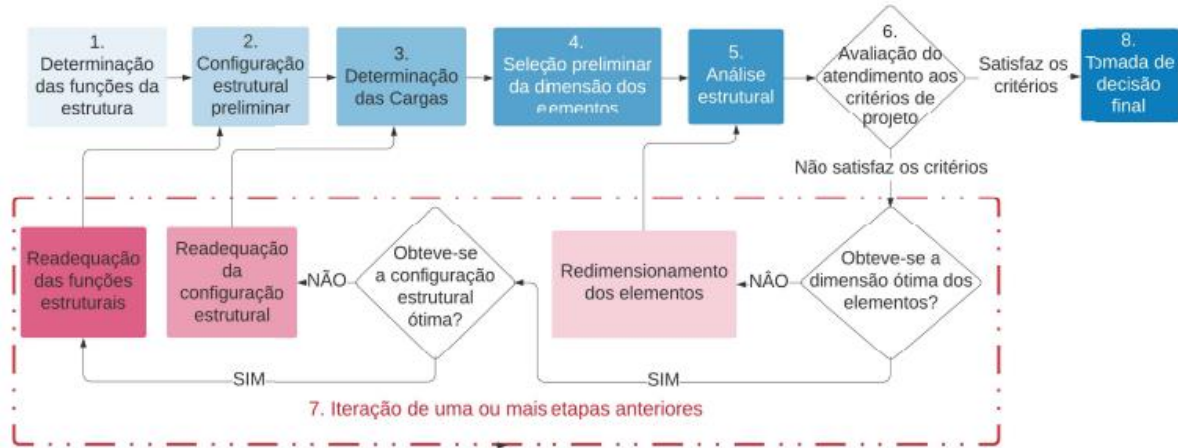 1.
Determinação
das funções da
estrutura
2.
Configuração
estrutural
preliminar
3.
Determinação
das Cargas
4.
Seleção preliminar
da dimensão dos
elementos
5.
Análise
estrutural
6.
Avaliação do
atendimento aos
critérios de
projeto
Satisfaz os
critérios
8.
Tomada de
decisão
final
Não satisfaz os critérios
Readequação
das funções
estruturais
Readequação
da
configuração
estrutural
NÃO
Obteve-se
a configuração
estrutural
ótima?
Redimensionamento
dos elementos
NÂO
Obteve-se a
dimensão ótima dos
elementos?
SIM
SIM
7. Iteração de uma ou mais etapas anteriores